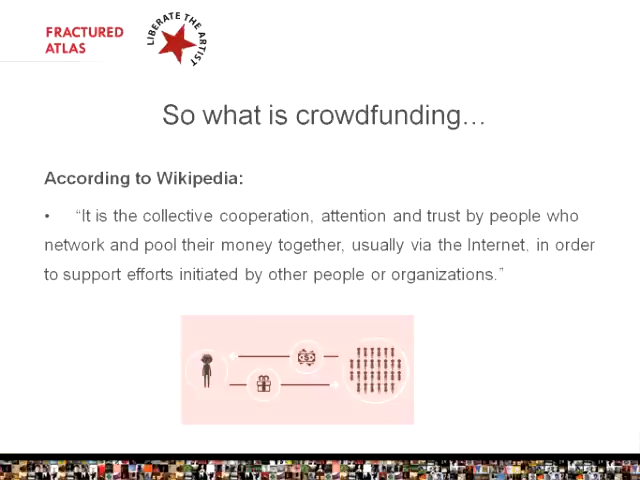 FRACTURED
ATLAS
LIBERATE THE ARTIST
So what is crowdfunding…
According to Wikipedia:
• “It is the collective cooperation, attention and trust by people who
network and pool their money together, usually via the Internet, in order
to support efforts initiated by other people or organizations.”